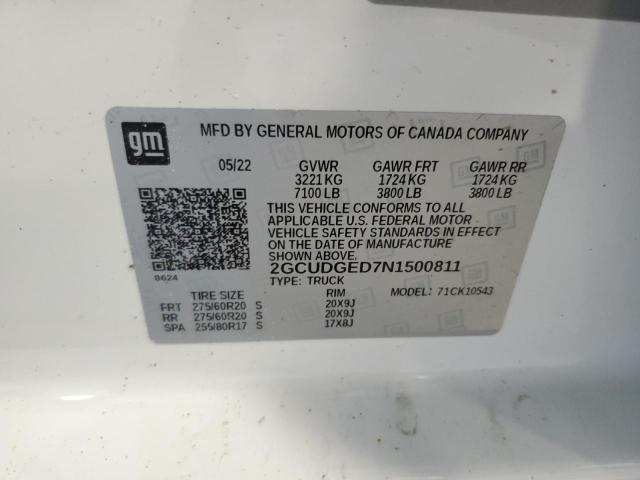 gm
MFD BY GENERAL MOTORS OF CANADA COMPANY
05/22 GVWR GAWR FRT GAWR RR
3221 KG 1724 KG 1724 KG
7100 LB 3800 LB 3800 LB
THIS VEHICLE CONFORMS TO ALL
APPLICABLE U.S. FEDERAL MOTOR
VEHICLE SAFETY STANDARDS IN EFFECT
ON THE DATE OF MANUFACTURE
SHOWN ABOVE.
8624 2GCUDGED7N1500811
TYPE: TRUCK MODEL: 71CK10543
TIRE SIZE RIM
FRT 275/60R20 S 20X9J
RR 275/60R20 S 20X9J
SPA 255/80R17 S 17X8J